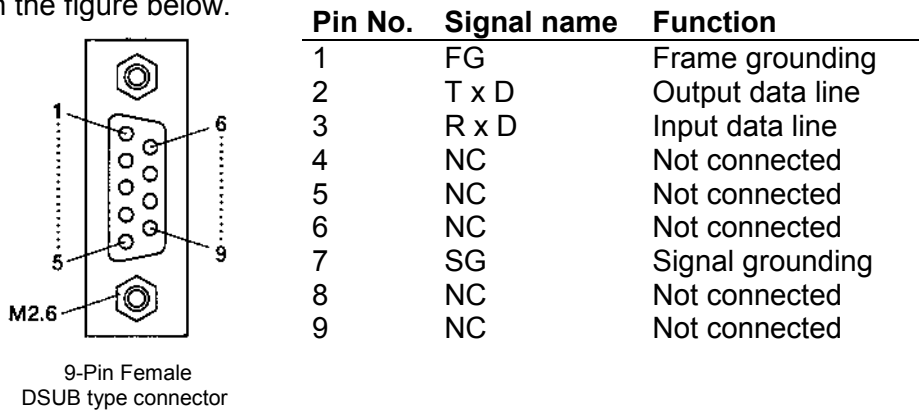 n the figure below.
Pin No. Signal name Function
1 FG Frame grounding
2 T x D Output data line
3 R x D Input data line
4 NC Not connected
5 NC Not connected
6 NC Not connected
7 SG Signal grounding
8 NC Not connected
9 NC Not connected
1
6
5
9
M2.6
9-Pin Female
DSUB type connector